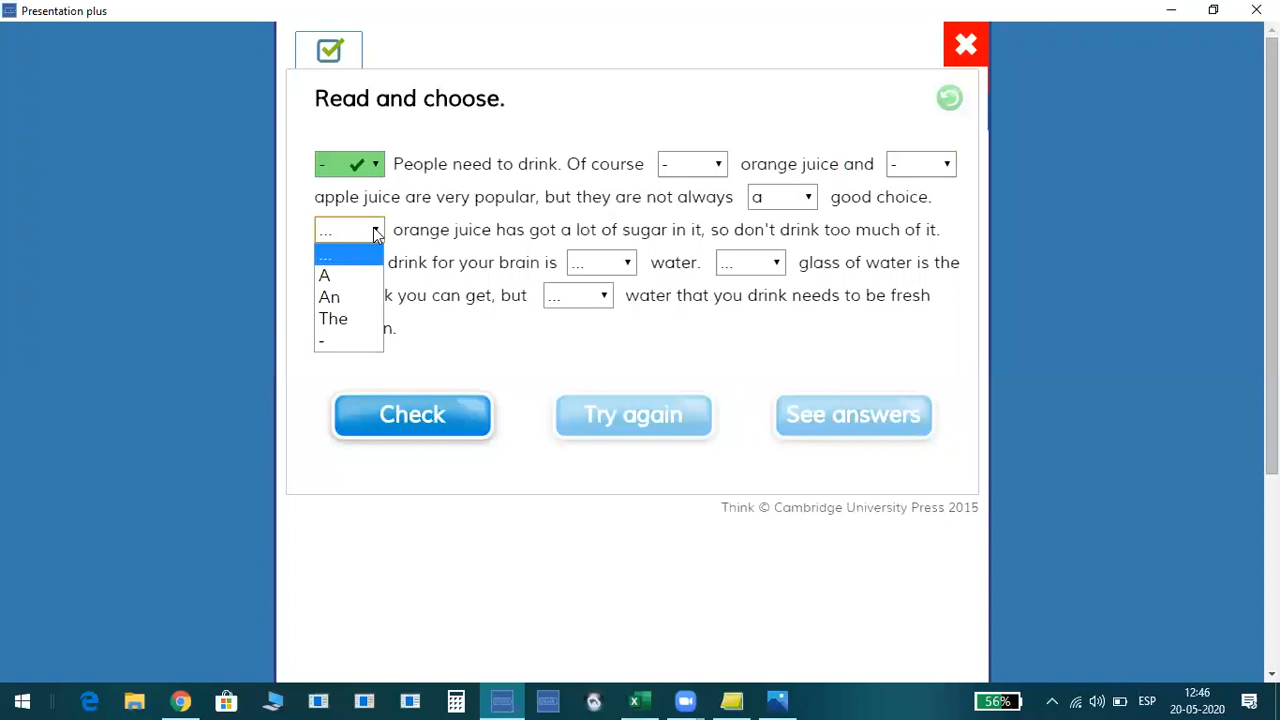 Presentation plus
Read and choose.
- People need to drink. Of course - orange juice and -
apple juice are very popular, but they are not always a good choice.
... orange juice has got a lot of sugar in it, so don't drink too much of it.
... drink for your brain is ... water. ... glass of water is the
A
k you can get, but ... water that you drink needs to be fresh
An
The
n.
-
Check
Try again
See answers
Think © Cambridge University Press 2015
56%
ESP
12:46
20-05-2020